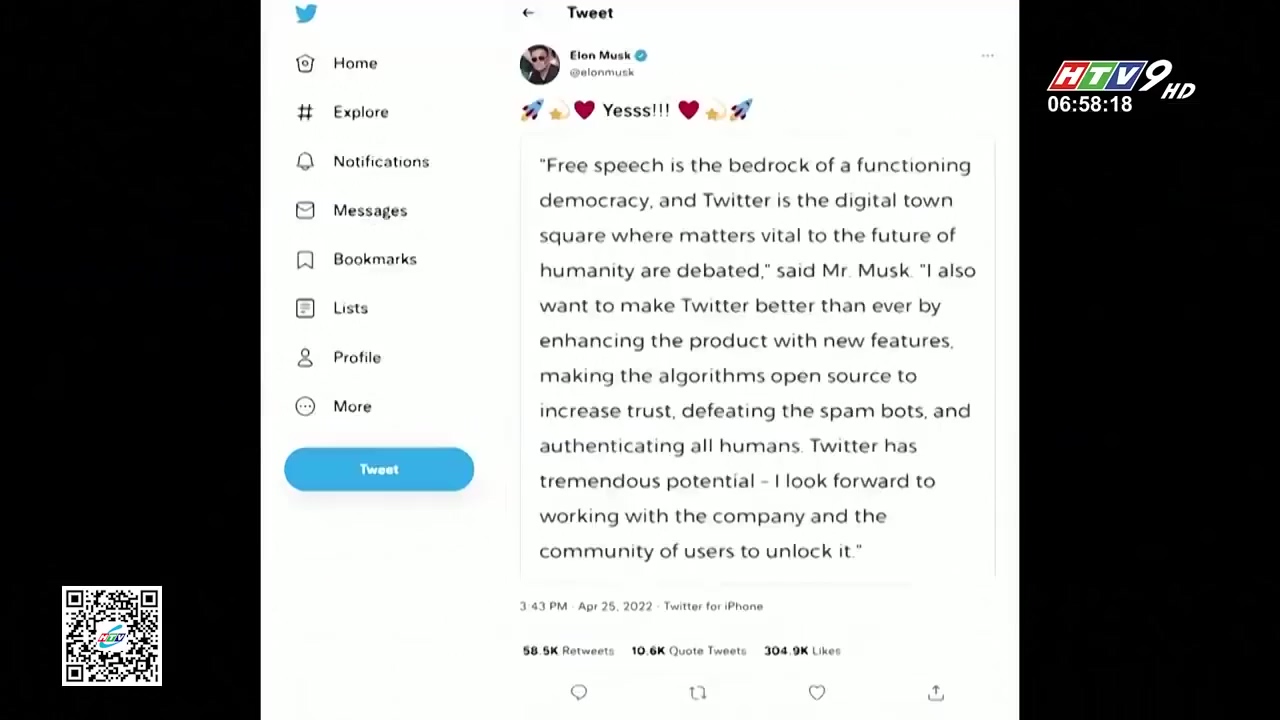 Tweet
Home
Explore
Notifications
Messages
Bookmarks
Lists
Profile
More
Tweet
Elon Musk
@elonmusk
🚀 💫 ❤️ Yesss!!! ❤️ 💫 🚀
"Free speech is the bedrock of a functioning
democracy, and Twitter is the digital town
square where matters vital to the future of
humanity are debated," said Mr. Musk. "I also
want to make Twitter better than ever by
enhancing the product with new features,
making the algorithms open source to
increase trust, defeating the spam bots, and
authenticating all humans. Twitter has
tremendous potential – I look forward to
working with the company and the
community of users to unlock it."
3:43 PM · Apr 25, 2022 · Twitter for iPhone
58.5K Retweets 10.6K Quote Tweets 304.9K Likes
HTV9 HD
06:58:18
HTV